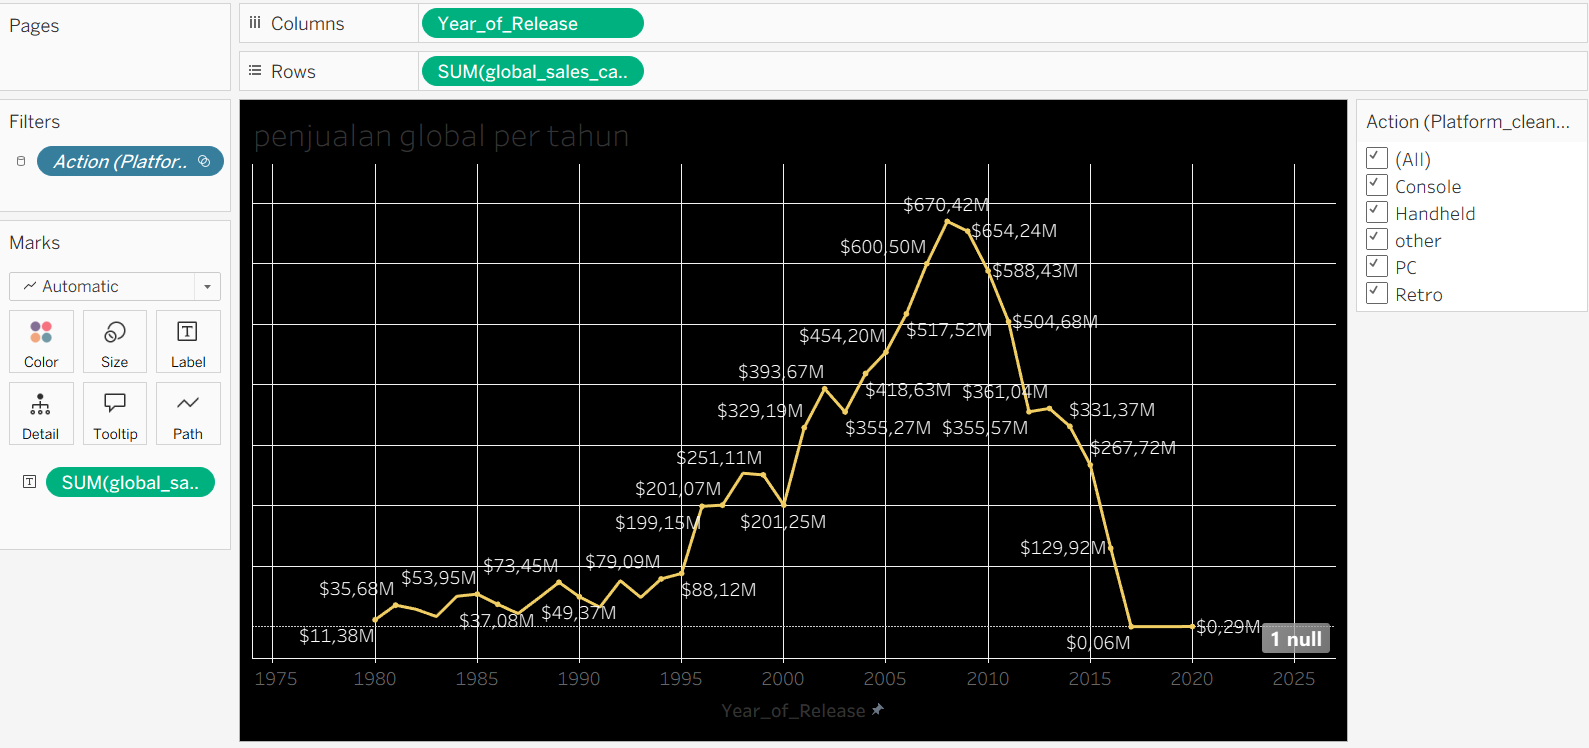 Pages
Columns
Year_of_Release
Rows
SUM(global_sales_ca..
Filters
Action (Platfor..
Marks
Automatic
Color
Size
Label
Detail
Tooltip
Path
SUM(global_sa..
penjualan global per tahun
$670,42M
$654,24M
$600,50M
$588,43M
$504,68M
$517,52M
$454,20M
$393,67M
$418,63M
$361,04M
$329,19M
$331,37M
$355,27M
$355,57M
$267,72M
$251,11M
$201,07M
$199,15M
$201,25M
$129,92M
$73,45M
$79,09M
$53,95M
$35,68M
$88,12M
$49,37M
$37,08M
$11,38M
$0,06M
$0,29M
1 null
1975
1980
1985
1990
1995
2000
2005
2010
2015
2020
2025
Year_of_Release
Action (Platform_clean...
(All)
Console
Handheld
other
PC
Retro